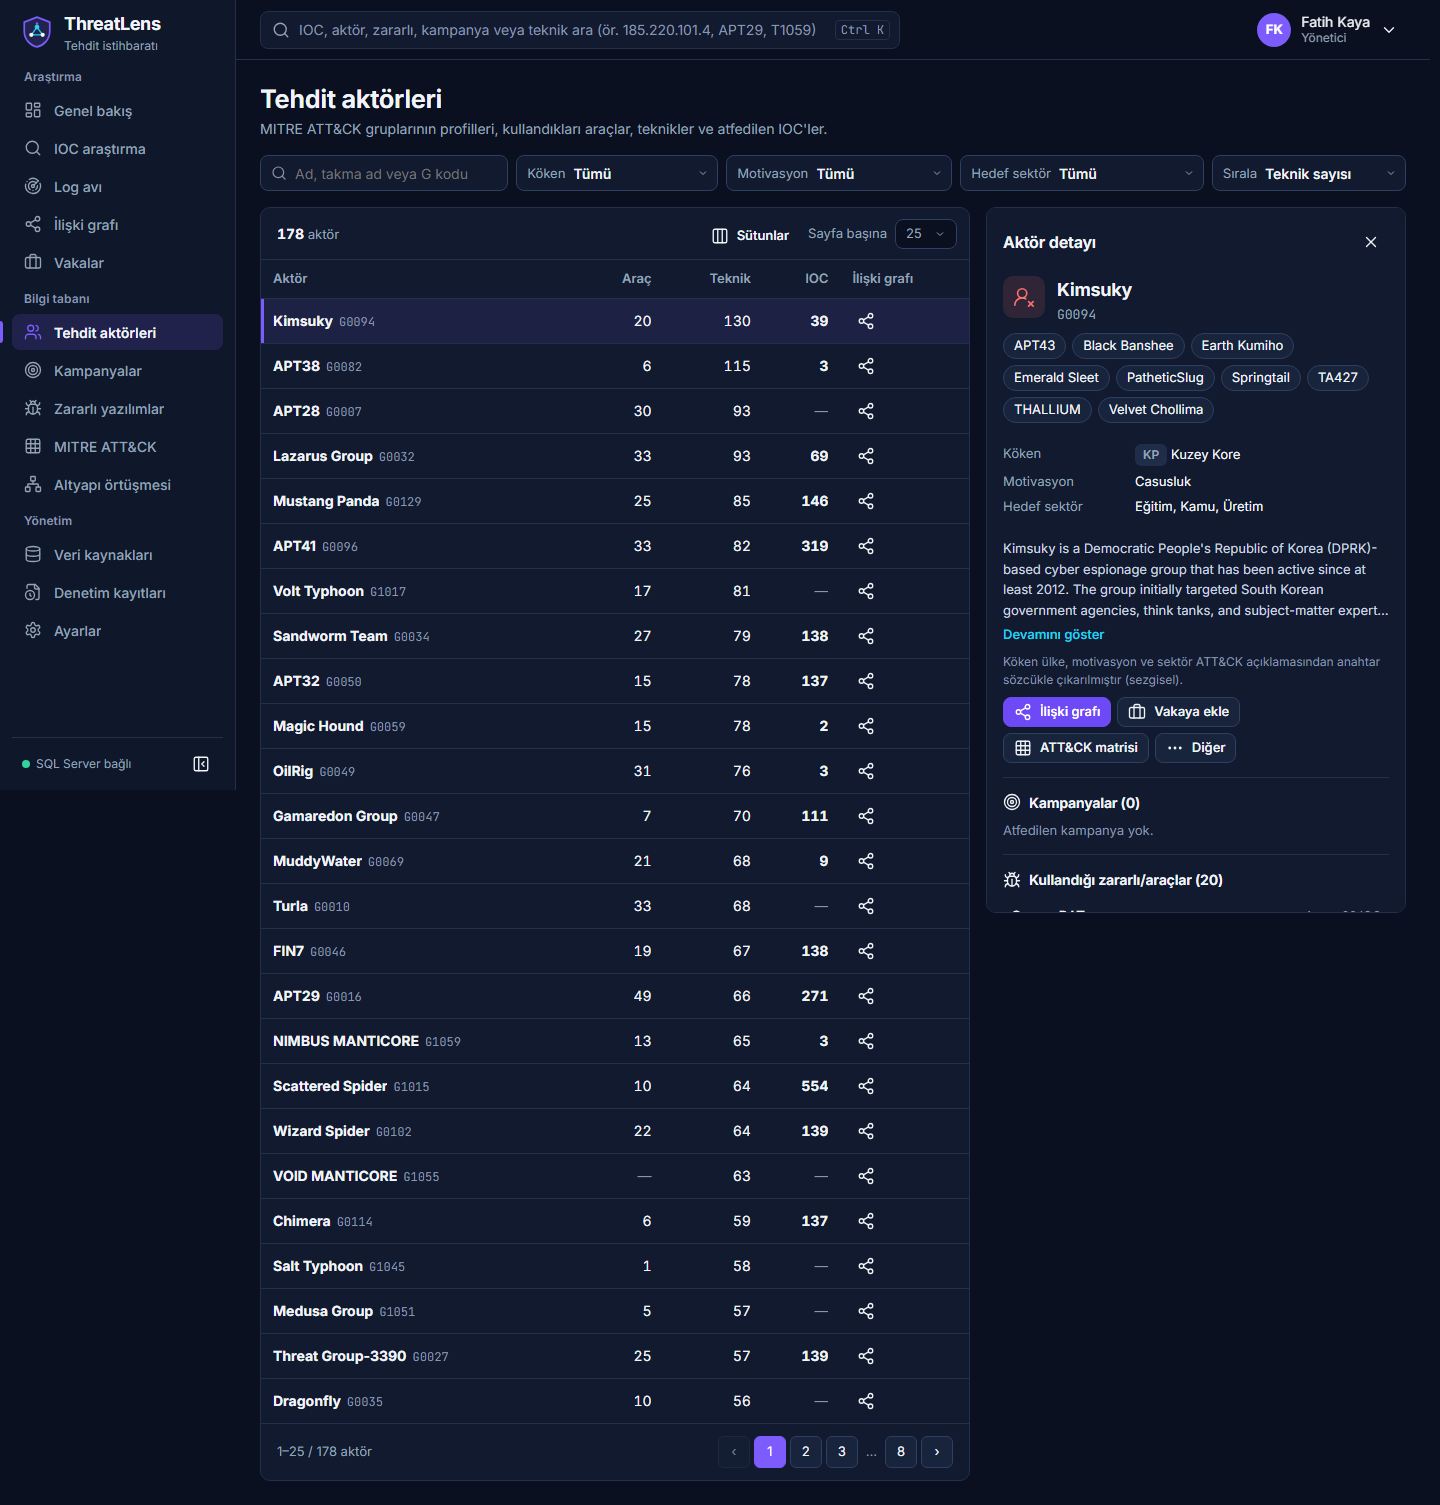 ThreatLens
Tehdit istihbaratı
Araştırma
Genel bakış
IOC araştırma
Log avı
İlişki grafı
Vakalar
Bilgi tabanı
Tehdit aktörleri
Kampanyalar
Zararlı yazılımlar
MITRE ATT&CK
Altyapı örtüşmesi
Yönetim
Veri kaynakları
Denetim kayıtları
Ayarlar
SQL Server bağlı
IOC, aktör, zararlı, kampanya veya teknik ara (ör. 185.220.101.4, APT29, T1059) Ctrl K
FK Fatih Kaya
Yönetici
Tehdit aktörleri
MITRE ATT&CK gruplarının profilleri, kullandıkları araçlar, teknikler ve atfedilen IOC'ler.
Ad, takma ad veya G kodu Köken Tümü Motivasyon Tümü Hedef sektör Tümü Sırala Teknik sayısı
178 aktör Sütunlar Sayfa başına 25
Aktör Araç Teknik IOC İlişki grafı
Kimsuky G0094 20 130 39
APT38 G0082 6 115 3
APT28 G0007 30 93 —
Lazarus Group G0032 33 93 69
Mustang Panda G0129 25 85 146
APT41 G0096 33 82 319
Volt Typhoon G1017 17 81 —
Sandworm Team G0034 27 79 138
APT32 G0050 15 78 137
Magic Hound G0059 15 78 2
OilRig G0049 31 76 3
Gamaredon Group G0047 7 70 111
MuddyWater G0069 21 68 9
Turla G0010 33 68 —
FIN7 G0046 19 67 138
APT29 G0016 49 66 271
NIMBUS MANTICORE G1059 13 65 3
Scattered Spider G1015 10 64 554
Wizard Spider G0102 22 64 139
VOID MANTICORE G1055 — 63 —
Chimera G0114 6 59 137
Salt Typhoon G1045 1 58 —
Medusa Group G1051 5 57 —
Threat Group-3390 G0027 25 57 139
Dragonfly G0035 10 56 —
1–25 / 178 aktör ‹ 1 2 3 … 8 ›
Aktör detayı
Kimsuky
G0094
APT43 Black Banshee Earth Kumiho
Emerald Sleet PatheticSlug Springtail TA427
THALLIUM Velvet Chollima
Köken KP Kuzey Kore
Motivasyon Casusluk
Hedef sektör Eğitim, Kamu, Üretim
Kimsuky is a Democratic People's Republic of Korea (DPRK)-
based cyber espionage group that has been active since at
least 2012. The group initially targeted South Korean
government agencies, think tanks, and subject-matter expert...
Devamını göster
Köken ülke, motivasyon ve sektör ATT&CK açıklamasından anahtar
sözcükle çıkarılmıştır (sezgisel).
İlişki grafı Vakaya ekle
ATT&CK matrisi Diğer
Kampanyalar (0)
Atfedilen kampanya yok.
Kullandığı zararlı/araçlar (20)